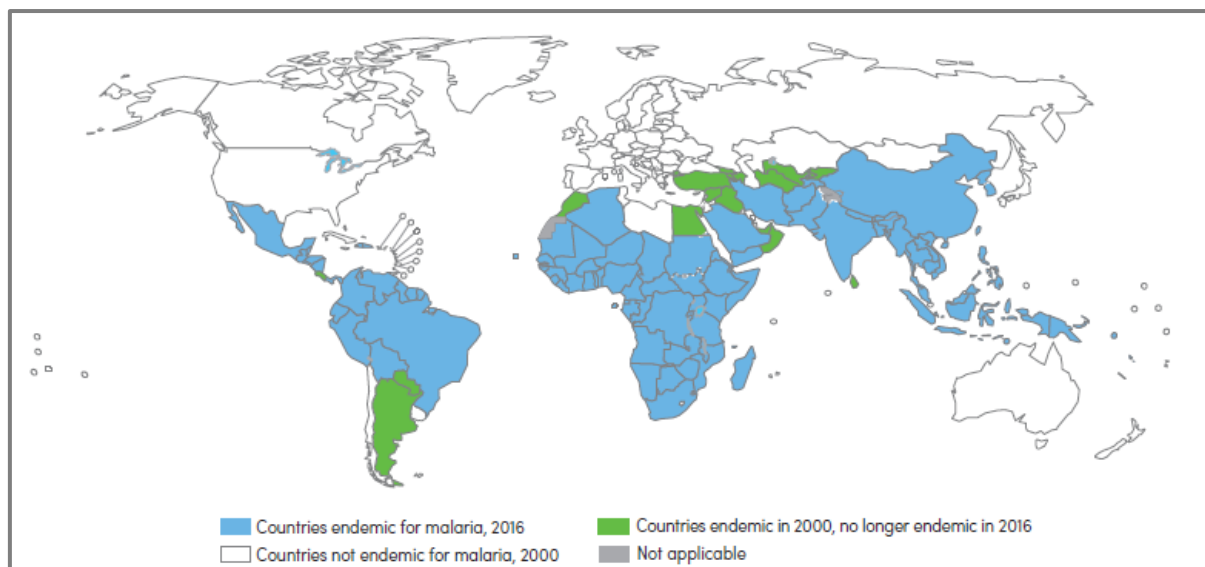 Countries endemic for malaria, 2016
Countries endemic in 2000, no longer endemic in 2016
Countries not endemic for malaria, 2000
Not applicable